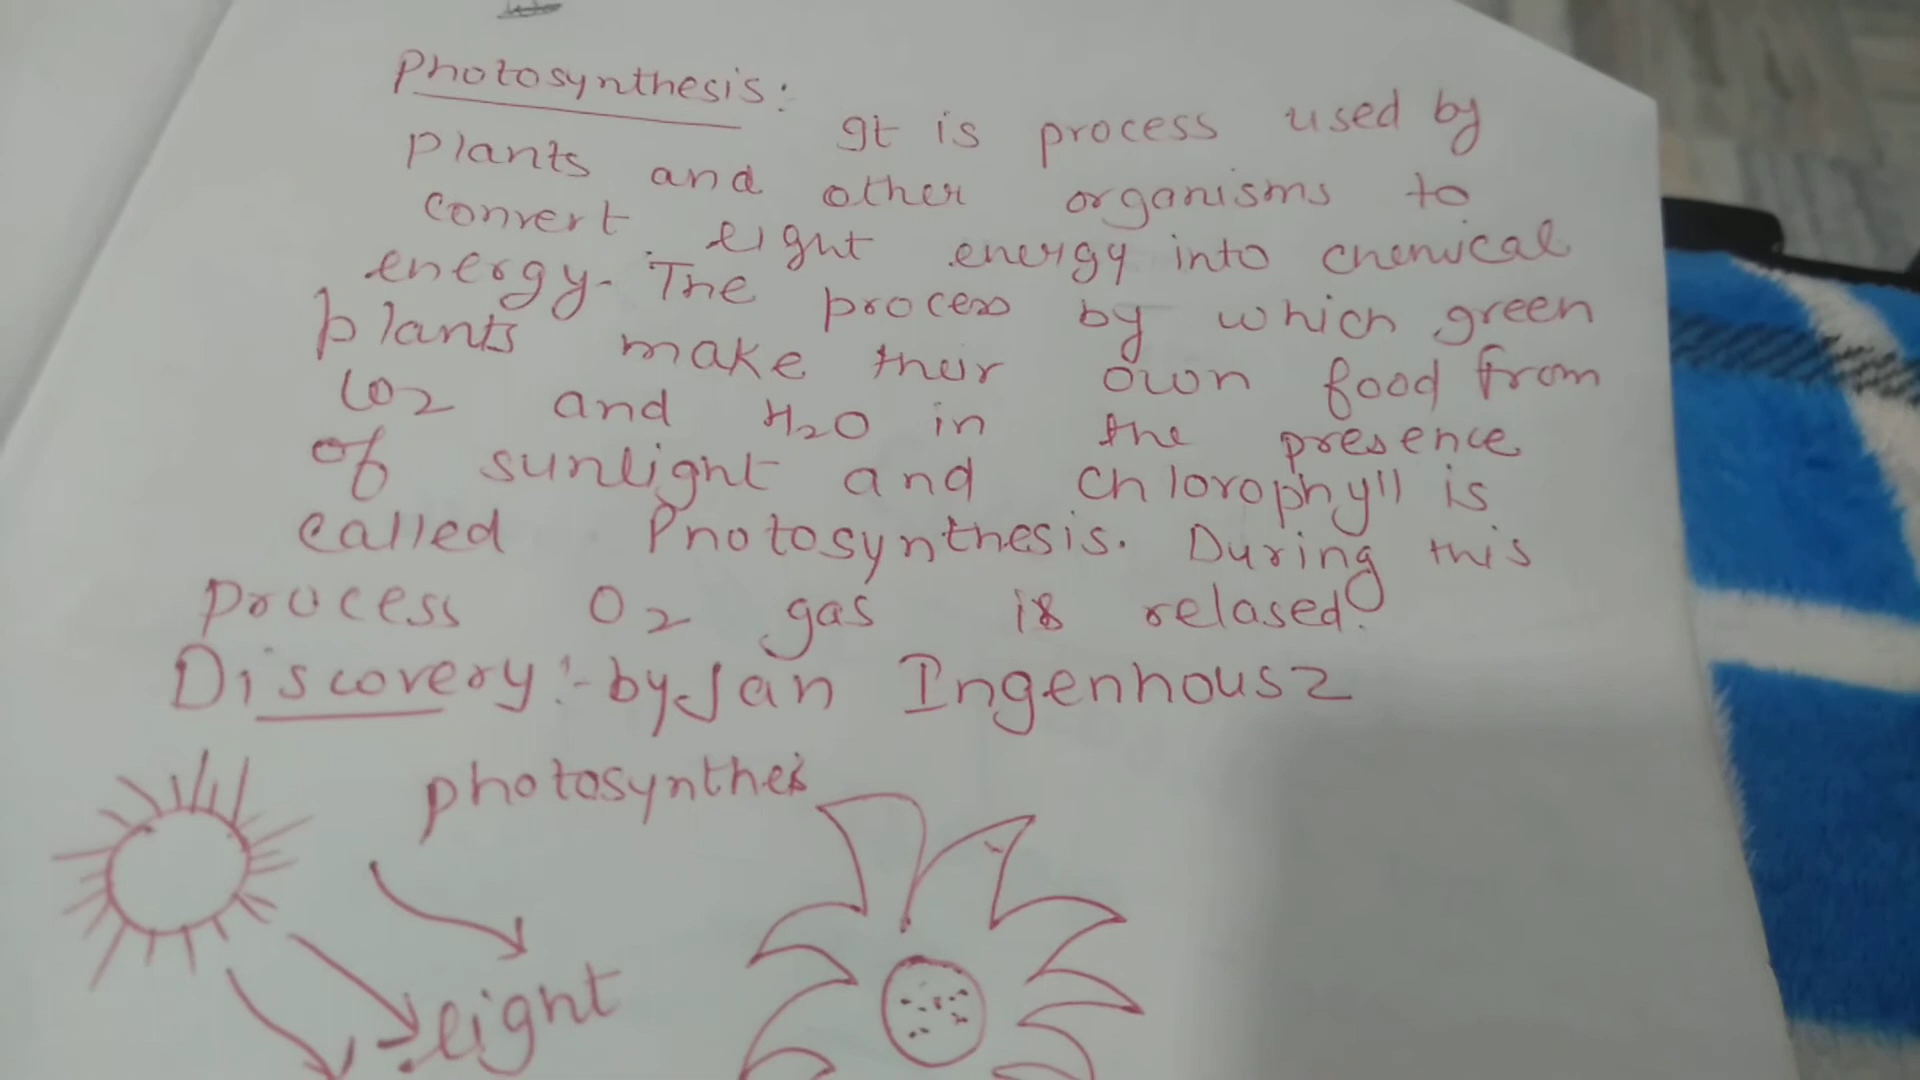 Photosynthesis:
It is process used by
plants and other organisms to
convert light energy into chemical
energy. The process by which green
plants make their own food from
CO2 and H2O in the presence
of sunlight and chlorophyll is
called Photosynthesis. During this
process O2 gas is relased.
Discovery:- by Jan Ingenhousz
photosynthesis
light